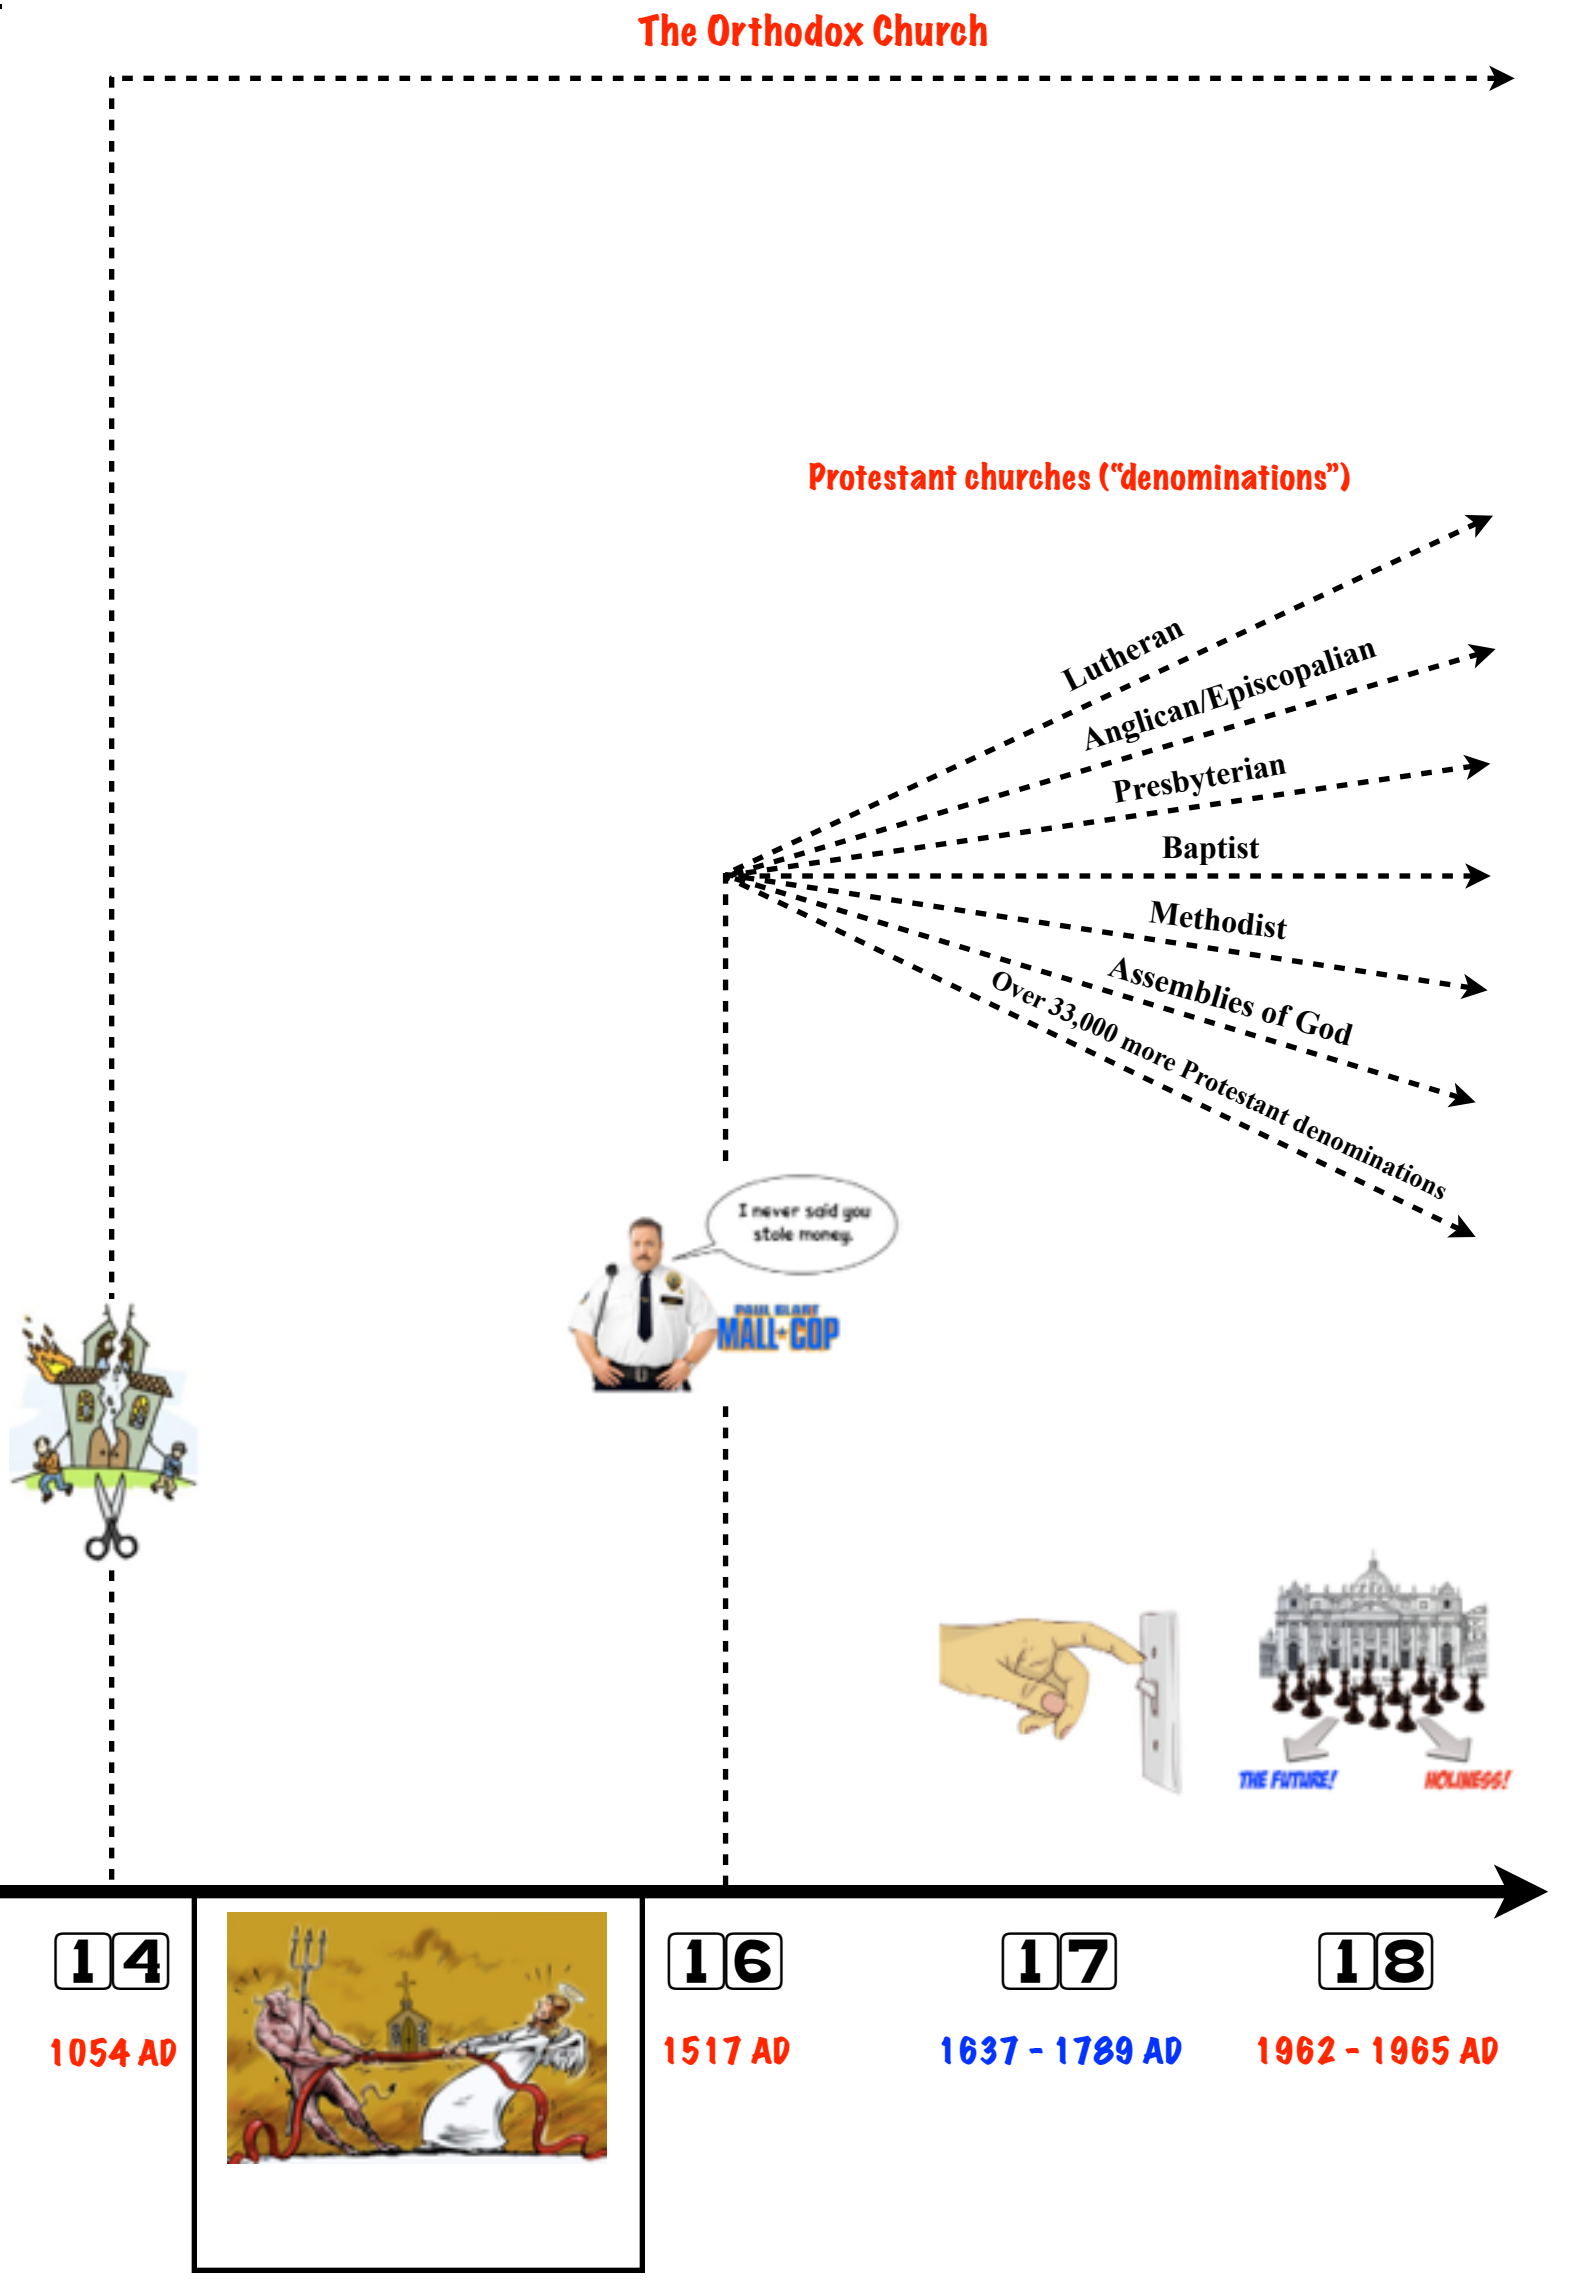 The Orthodox Church
Protestant churches (“denominations”)
Lutheran
Anglican/Episcopalian
Presbyterian
Baptist
Methodist
Assemblies of God
Over 33,000 more Protestant denominations
I never said you
stole money.
PAUL BLART
MALL COP
THE FUTURE!
HOLINESS!
14
16
17
18
1054 AD
1517 AD
1637 - 1789 AD
1962 - 1965 AD